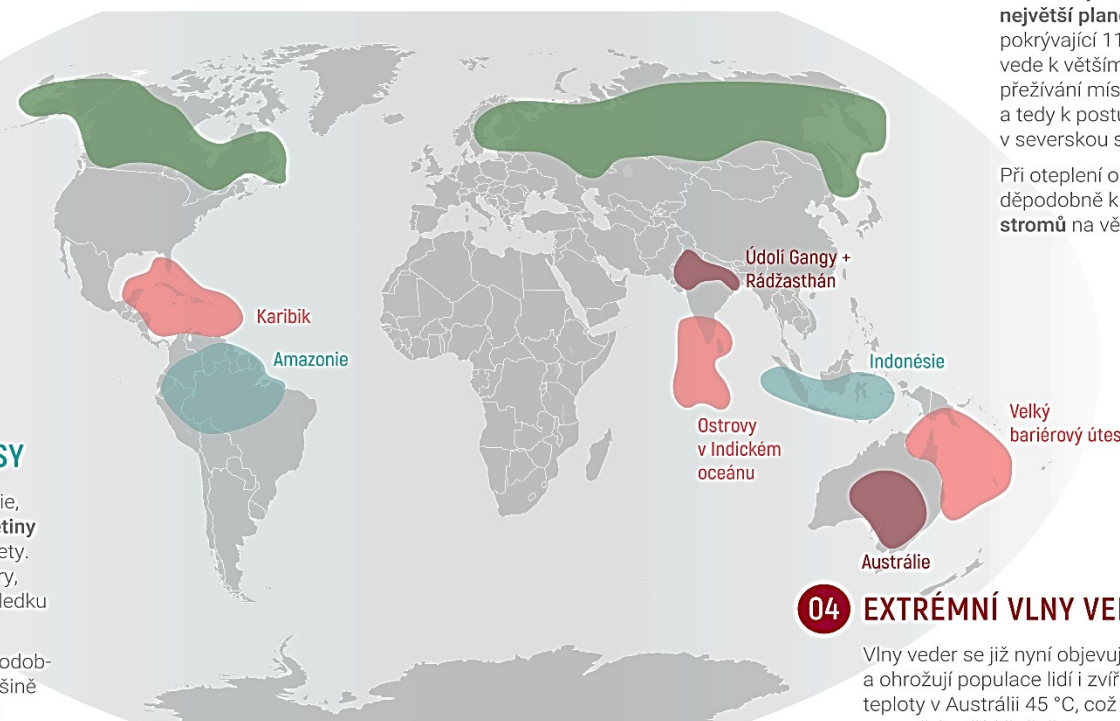 největší plane
pokrývající 11
vede k větším
přežívání mís
a tedy k postu
v severskou s
Při oteplení o
děpodobně k
stromů na vě
Údolí Gangy +
Rádžasthán
Karibik
Amazonie
Indonésie
Ostrovy
v Indickém
oceánu
Velký
bariérový útes
Austrálie
SY
ie,
etiny
ety.
ry,
ledku
odob-
šině
04 EXTRÉMNÍ VLNY VE
Vlny veder se již nyní objevuj
a ohrožují populace lidí i zvíř
teploty v Austrálii 45 °C, což